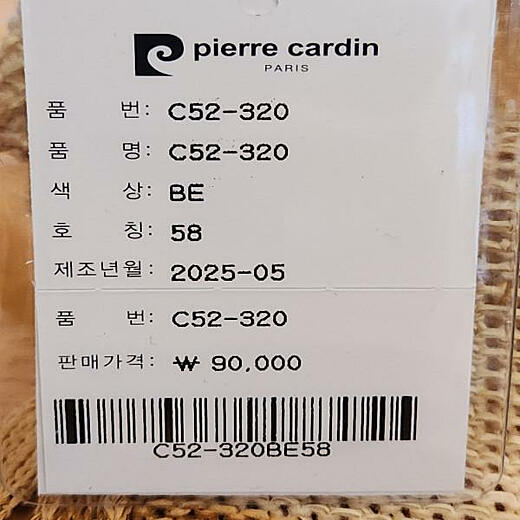 pierre cardin
PARIS
품 번: C52-320
품 명: C52-320
색 상: BE
호 칭: 58
제조년월: 2025-05
품 번: C52-320
판매가격: ₩ 90,000
C52-320BE58